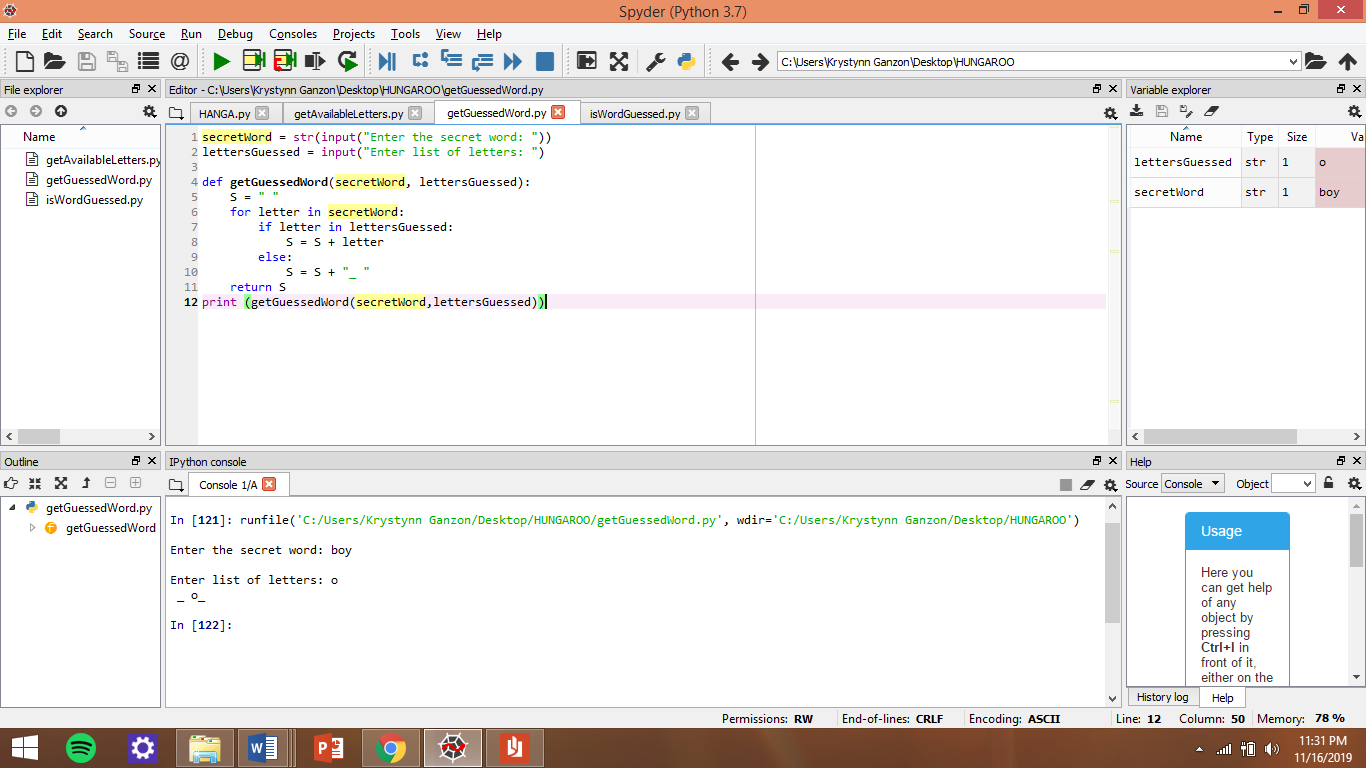 Spyder (Python 3.7)
File Edit Search Source Run Debug Consoles Projects Tools View Help
C:\Users\Krystynn Ganzon\Desktop\HUNGAROO
File explorer
Name
getAvailableLetters.py
getGuessedWord.py
isWordGuessed.py
Editor - C:\Users\Krystynn Ganzon\Desktop\HUNGAROO\getGuessedWord.py
HANGA.py getAvailableLetters.py getGuessedWord.py isWordGuessed.py
1 secretWord = str(input("Enter the secret word: "))
2 lettersGuessed = input("Enter list of letters: ")
3
4 def getGuessedWord(secretWord, lettersGuessed):
5     S = " "
6     for letter in secretWord:
7         if letter in lettersGuessed:
8             S = S + letter
9         else:
10             S = S + "_ "
11     return S
12 print (getGuessedWord(secretWord,lettersGuessed))
Variable explorer
Name Type Size Va
lettersGuessed str 1 o
secretWord str 1 boy
Outline
getGuessedWord.py
getGuessedWord
IPython console
Console 1/A
In [121]: runfile('C:/Users/Krystynn Ganzon/Desktop/HUNGAROO/getGuessedWord.py', wdir='C:/Users/Krystynn Ganzon/Desktop/HUNGAROO')
Enter the secret word: boy
Enter list of letters: o
_ o_
In [122]:
Help
Source Console Object
Usage
Here you
can get help
of any
object by
pressing
Ctrl+I in
front of it,
either on the
History log Help
Permissions: RW End-of-lines: CRLF Encoding: ASCII Line: 12 Column: 50 Memory: 78 %
11:31 PM
11/16/2019